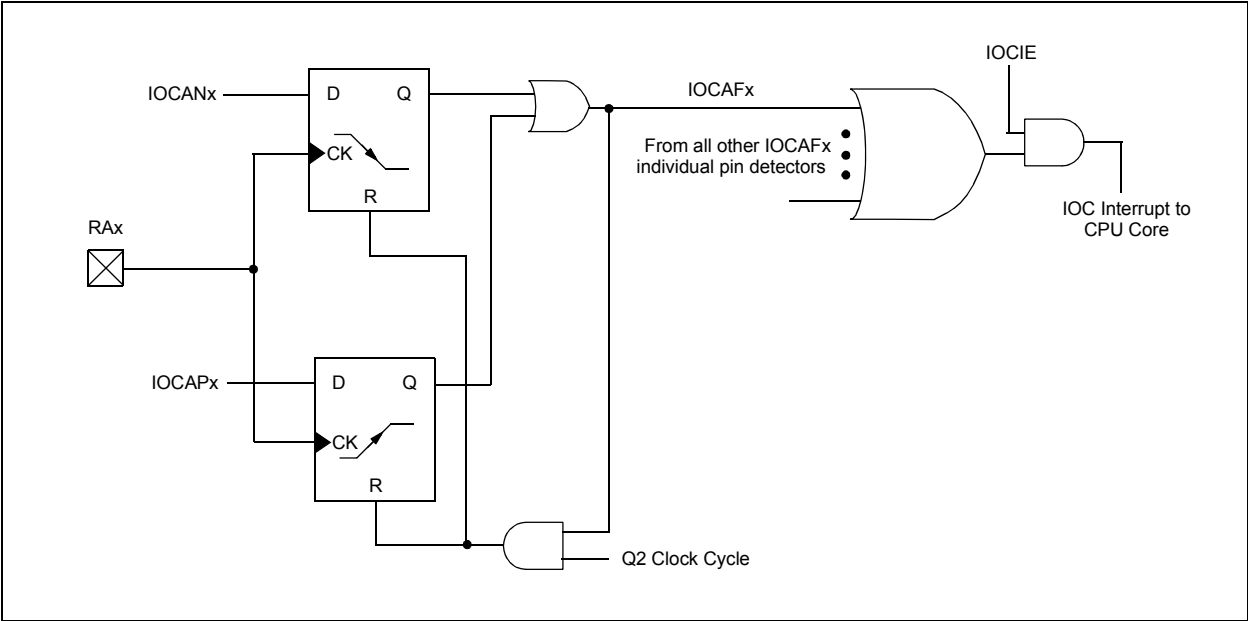 IOCIE
IOCANx
D
Q
IOCAFx
CK
From all other IOCAFx
individual pin detectors
R
IOC Interrupt to
CPU Core
RAx
IOCAPx
D
Q
CK
R
Q2 Clock Cycle